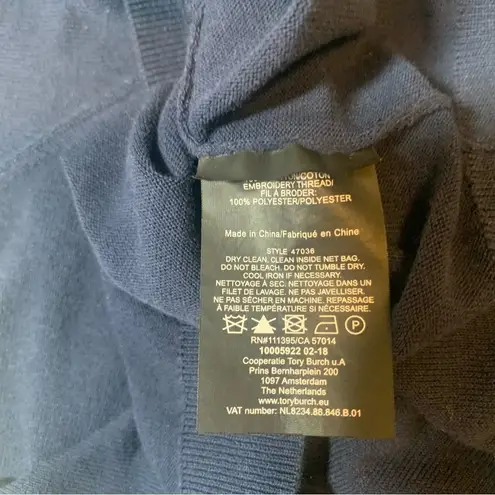 COTTON/COTON
EMBROIDERY THREAD/
FIL À BRODER:
100% POLYESTER/POLYESTER
Made in China/Fabriqué en Chine
STYLE 47036
DRY CLEAN, CLEAN INSIDE NET BAG.
DO NOT BLEACH. DO NOT TUMBLE DRY.
COOL IRON IF NECESSARY.
NETTOYAGE À SEC. NETTOYAGE DANS UN
FILET DE LAVAGE. NE PAS JAVELLISER.
NE PAS SÉCHER EN MACHINE. REPASSAGE
À FAIBLE TEMPÉRATURE SI NÉCESSAIRE.
P
RN#111395/CA 57014
10005922 02-18
Cooperatie Tory Burch u.A
Prins Bernharplein 200
1097 Amsterdam
The Netherlands
www.toryburch.com
VAT number: NL8234.88.846.B.01